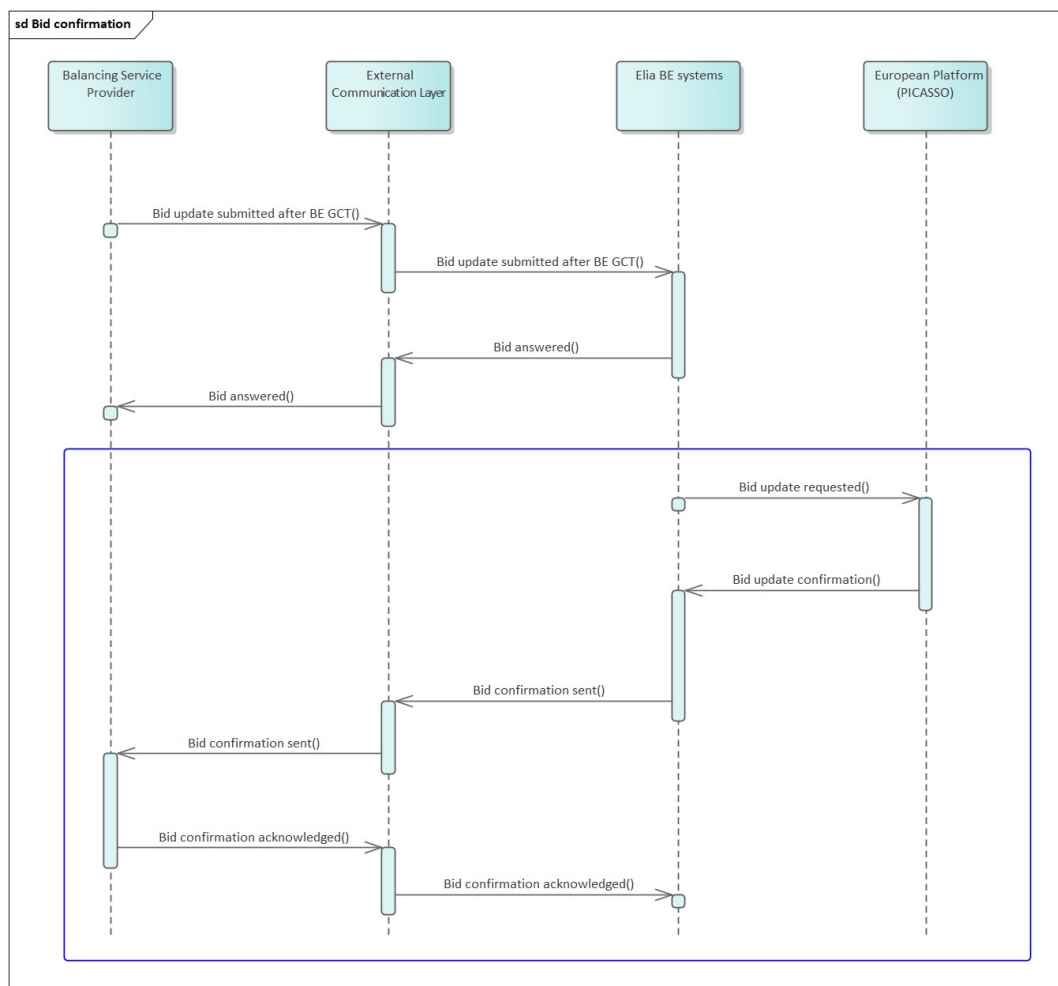 sd Bid confirmation
Balancing Service
Provider
External
Communication Layer
Elia BE systems
European Platform
(PICASSO)
Bid update submitted after BE GCT()
Bid update submitted after BE GCT()
Bid answered()
Bid answered()
Bid update requested()
Bid update confirmation()
Bid confirmation sent()
Bid confirmation sent()
Bid confirmation acknowledged()
Bid confirmation acknowledged()